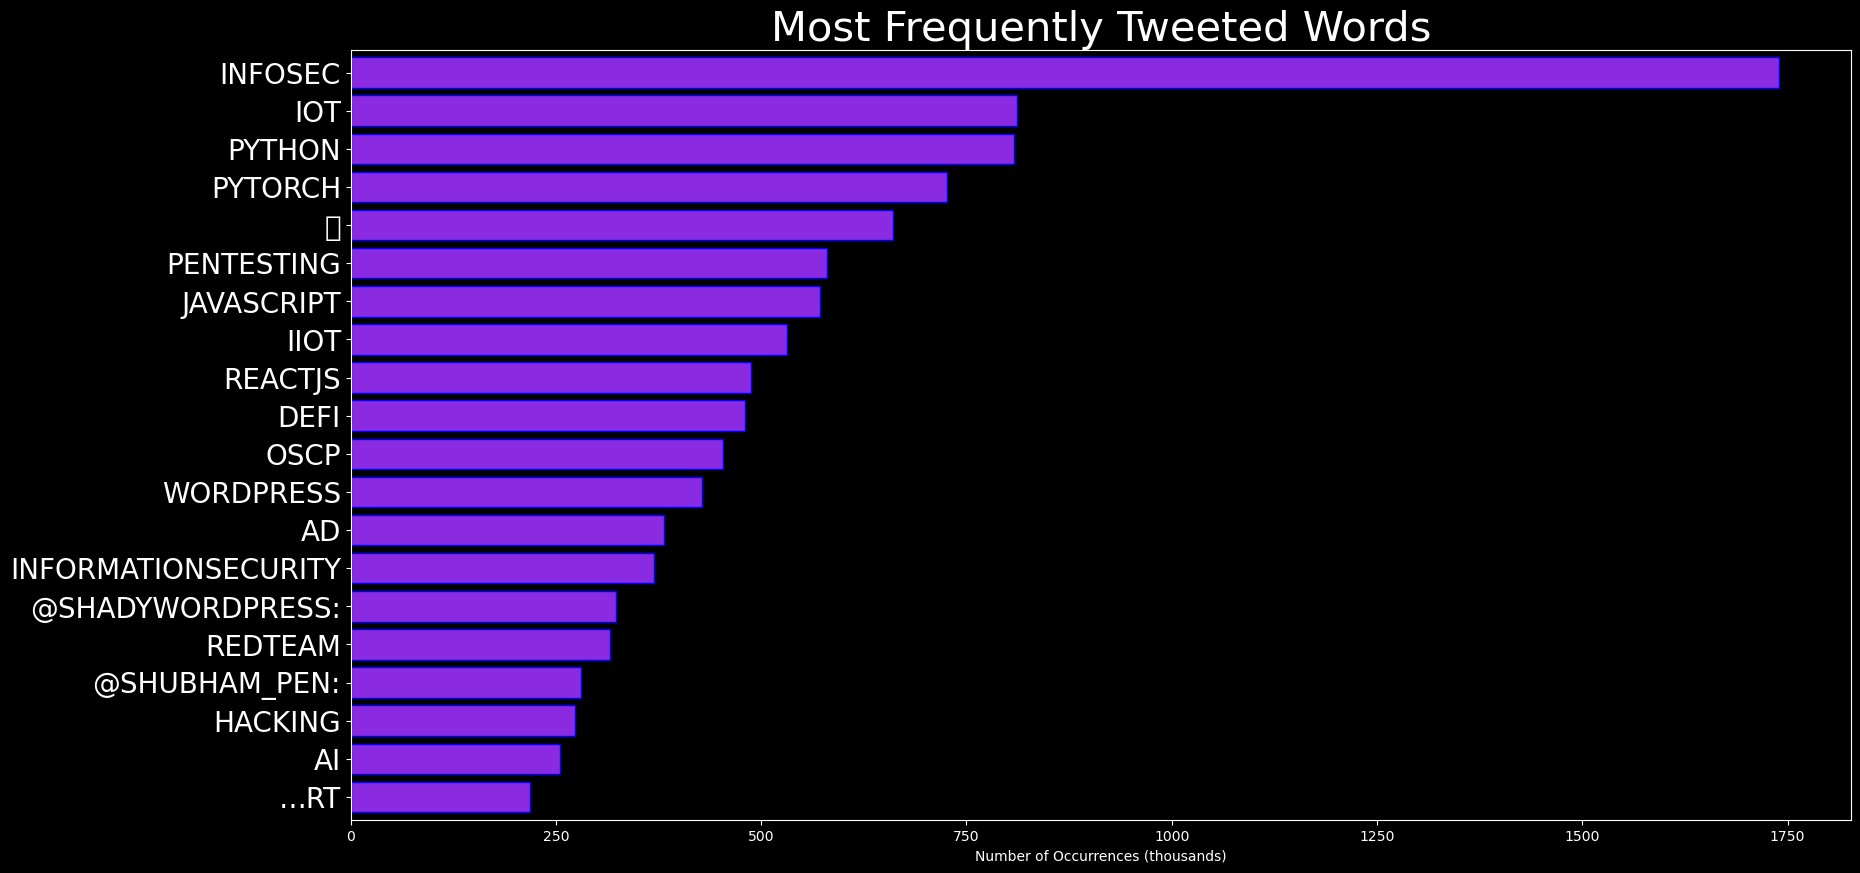 Most Frequently Tweeted Words
INFOSEC
IOT
PYTHON
PYTORCH
PENTESTING
JAVASCRIPT
IIOT
REACTJS
DEFI
OSCP
WORDPRESS
AD
INFORMATIONSECURITY
@SHADYWORDPRESS:
REDTEAM
@SHUBHAM_PEN:
HACKING
AI
…RT
0 250 500 750 1000 1250 1500 1750
Number of Occurrences (thousands)